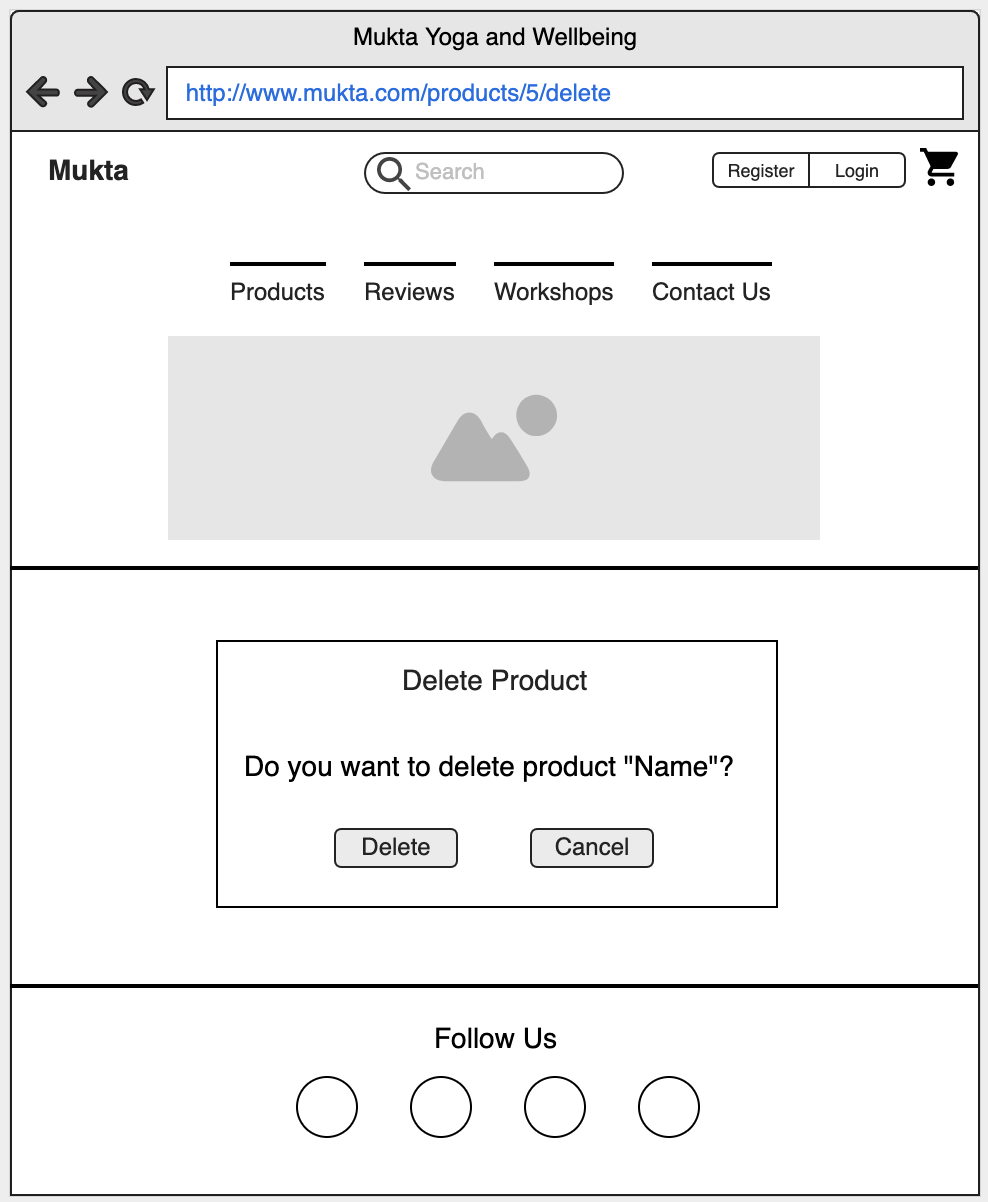 Mukta Yoga and Wellbeing
http://www.mukta.com/products/5/delete
Mukta
Search
Register
Login
Products
Reviews
Workshops
Contact Us
Delete Product
Do you want to delete product "Name"?
Delete
Cancel
Follow Us